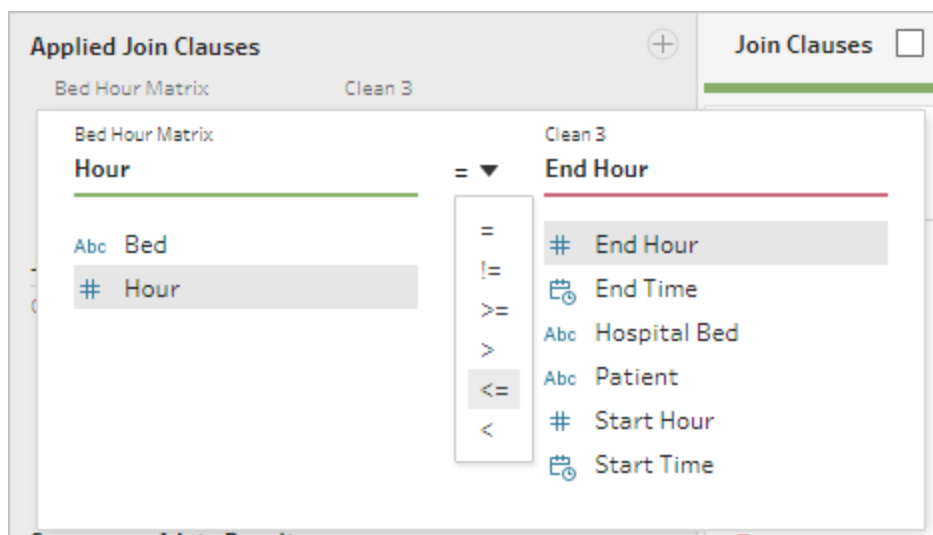 Applied Join Clauses
Join Clauses
Bed Hour Matrix Clean 3
Bed Hour Matrix Clean 3
Hour = End Hour
Abc Bed
# Hour
=
!=
>=
>
<=
<
# End Hour
End Time
Abc Hospital Bed
Abc Patient
# Start Hour
Start Time